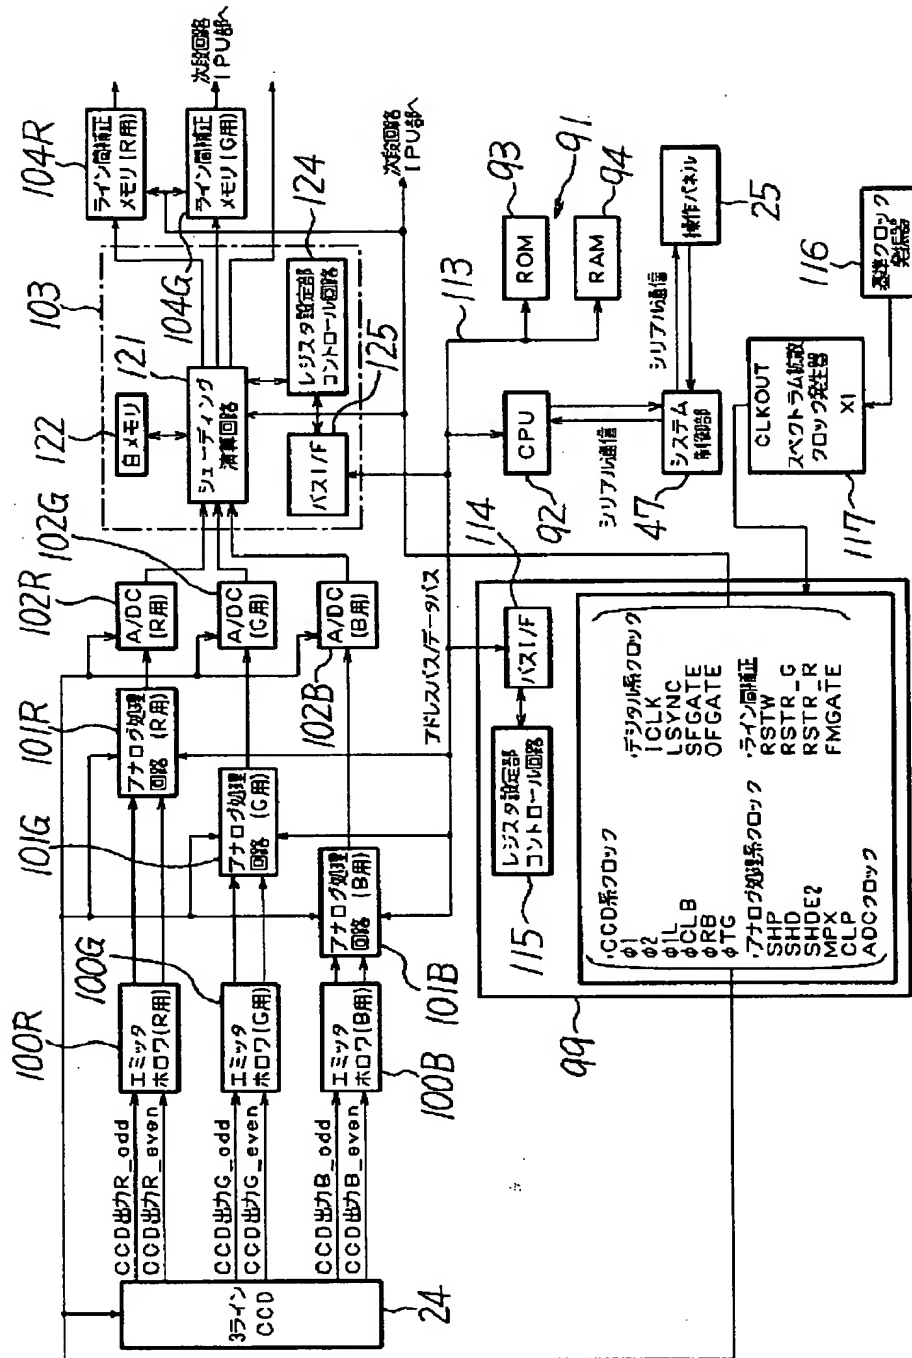 3ライン
CCD
24
CCD出力R_odd
CCD出力R_even
CCD出力G_odd
CCD出力G_even
CCD出力B_odd
CCD出力B_even
エミッタ
ホロワ(R用)
100R
エミッタ
ホロワ(G用)
100G
エミッタ
ホロワ(B用)
100B
アナログ処理
回路 (R用)
101R
アナログ処理
回路 (G用)
101G
アナログ処理
回路 (B用)
101B
A/DC
(R用)
102R
A/DC
(G用)
102G
A/DC
(B用)
102B
103
白メモリ
122
シェーディング
演算回路
121
レジスタ設定部
コントロール回路
124
バスI/F
125
ライン間補正
メモリ(R用)
104R
ライン間補正
メモリ(G用)
104G
次段回路
IPU部へ
次段回路
IPU部へ
アドレスバス/データバス
113
CPU
92
ROM
93
RAM
94
91
シリアル通信
システム
制御部
47
シリアル通信
操作パネル
25
基準クロック
発振器
116
CLKOUT
スペクトラム拡散
クロック発生器
X1
117
99
バスI/F
114
レジスタ設定部
コントロール回路
115
・CCD系クロック
φ1
φ2
φ1L
φCLB
φRB
φTG
・アナログ処理系クロック
SHP
SHD
SHDE2
MPX
CLP
ADCクロック
・デジタル系クロック
ICLK
LSYNC
SFGATE
OFGATE
・ライン間補正
RSTW
RSTR_G
RSTR_R
FMGATE